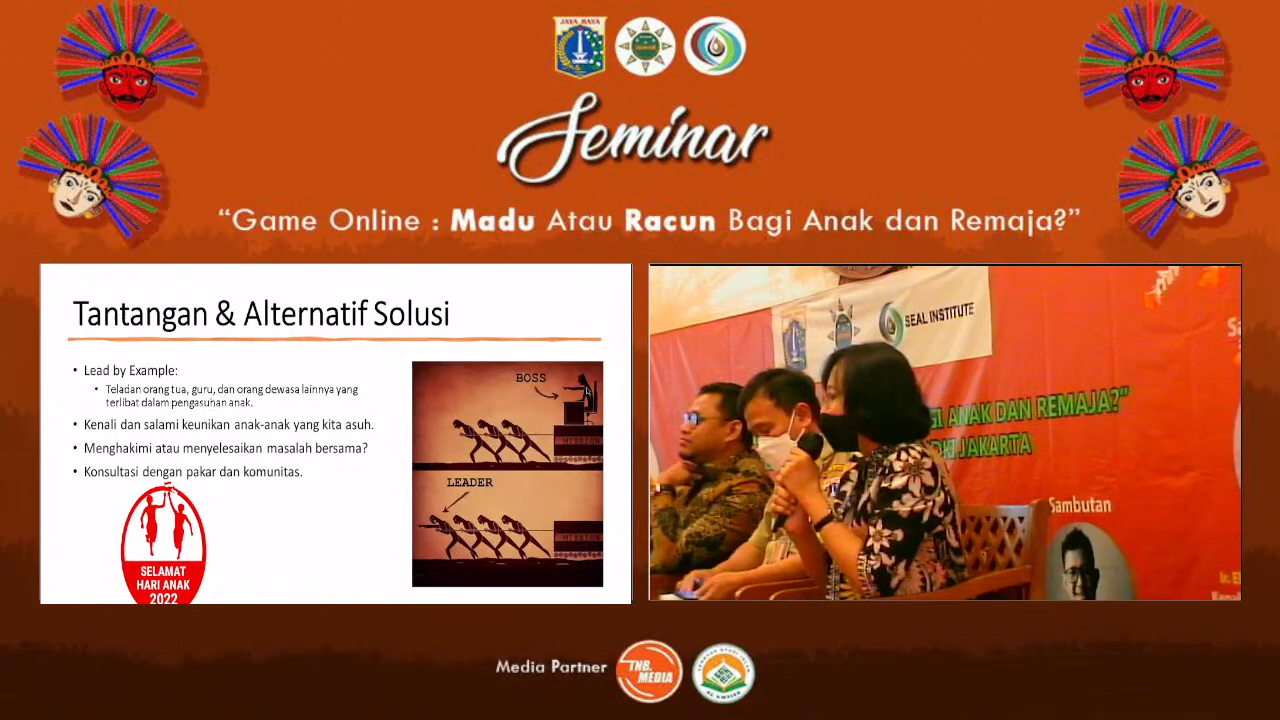 JAYA RAYA
Seminar
“Game Online : Madu Atau Racun Bagi Anak dan Remaja?”
Tantangan & Alternatif Solusi
• Lead by Example:
• Teladan orang tua, guru, dan orang dewasa lainnya yang
terlibat dalam pengasuhan anak.
• Kenali dan salami keunikan anak-anak yang kita asuh.
• Menghakimi atau menyelesaikan masalah bersama?
• Konsultasi dengan pakar dan komunitas.
SELAMAT
HARI ANAK
2022
BOSS
MISSION
LEADER
MISSION
SEAL INSTITUTE
GI ANAK DAN REMAJA?”
DKI JAKARTA
Sambutan
Media Partner
TNB.
MEDIA